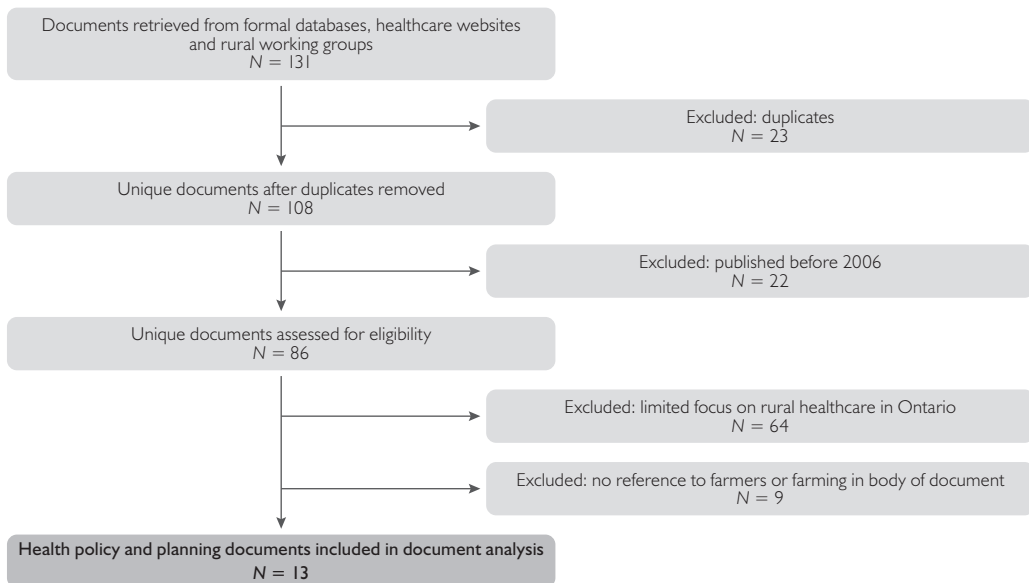 Documents retrieved from formal databases, healthcare websites
and rural working groups
N = 131
Excluded: duplicates
N = 23
Unique documents after duplicates removed
N = 108
Excluded: published before 2006
N = 22
Unique documents assessed for eligibility
N = 86
Excluded: limited focus on rural healthcare in Ontario
N = 64
Excluded: no reference to farmers or farming in body of document
N = 9
Health policy and planning documents included in document analysis
N = 13